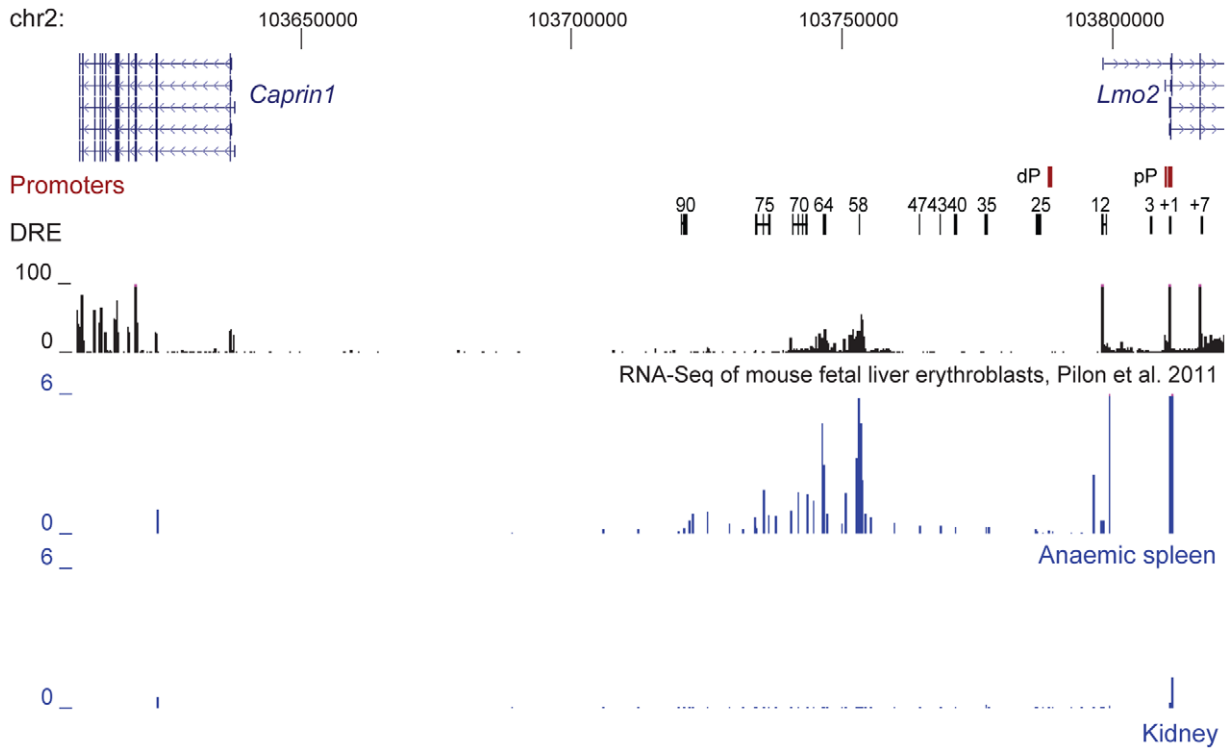 chr2: 103650000 103700000 103750000 103800000
Caprin1 Lmo2
Promoters dP pP
90 75 70 64 58 47 43 40 35 25 12 3 +1 +7
DRE
100
0
RNA-Seq of mouse fetal liver erythroblasts, Pilon et al. 2011
6
0
Anaemic spleen
6
0
Kidney